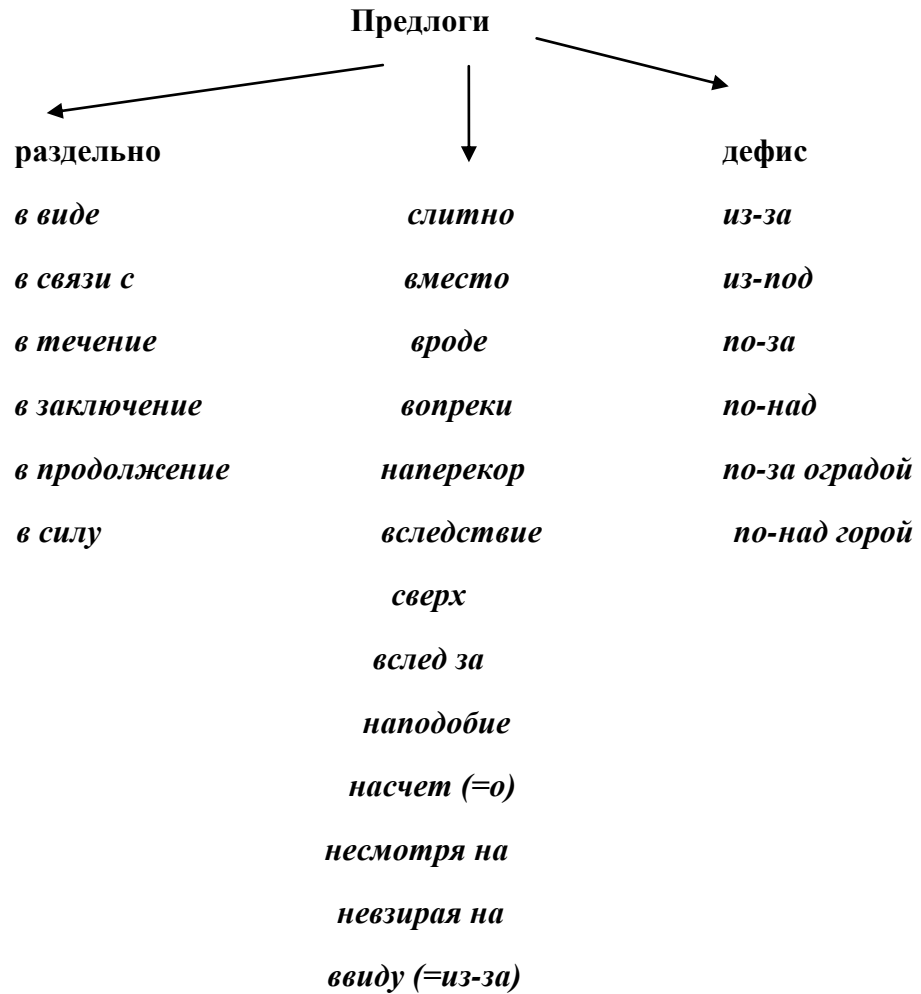 Предлоги
раздельно дефис
в виде слитно из-за
в связи с вместо из-под
в течение вроде по-за
в заключение вопреки по-над
в продолжение наперекор по-за оградой
в силу вследствие по-над горой
сверх
вслед за
наподобие
насчет (=о)
несмотря на
невзирая на
ввиду (=из-за)